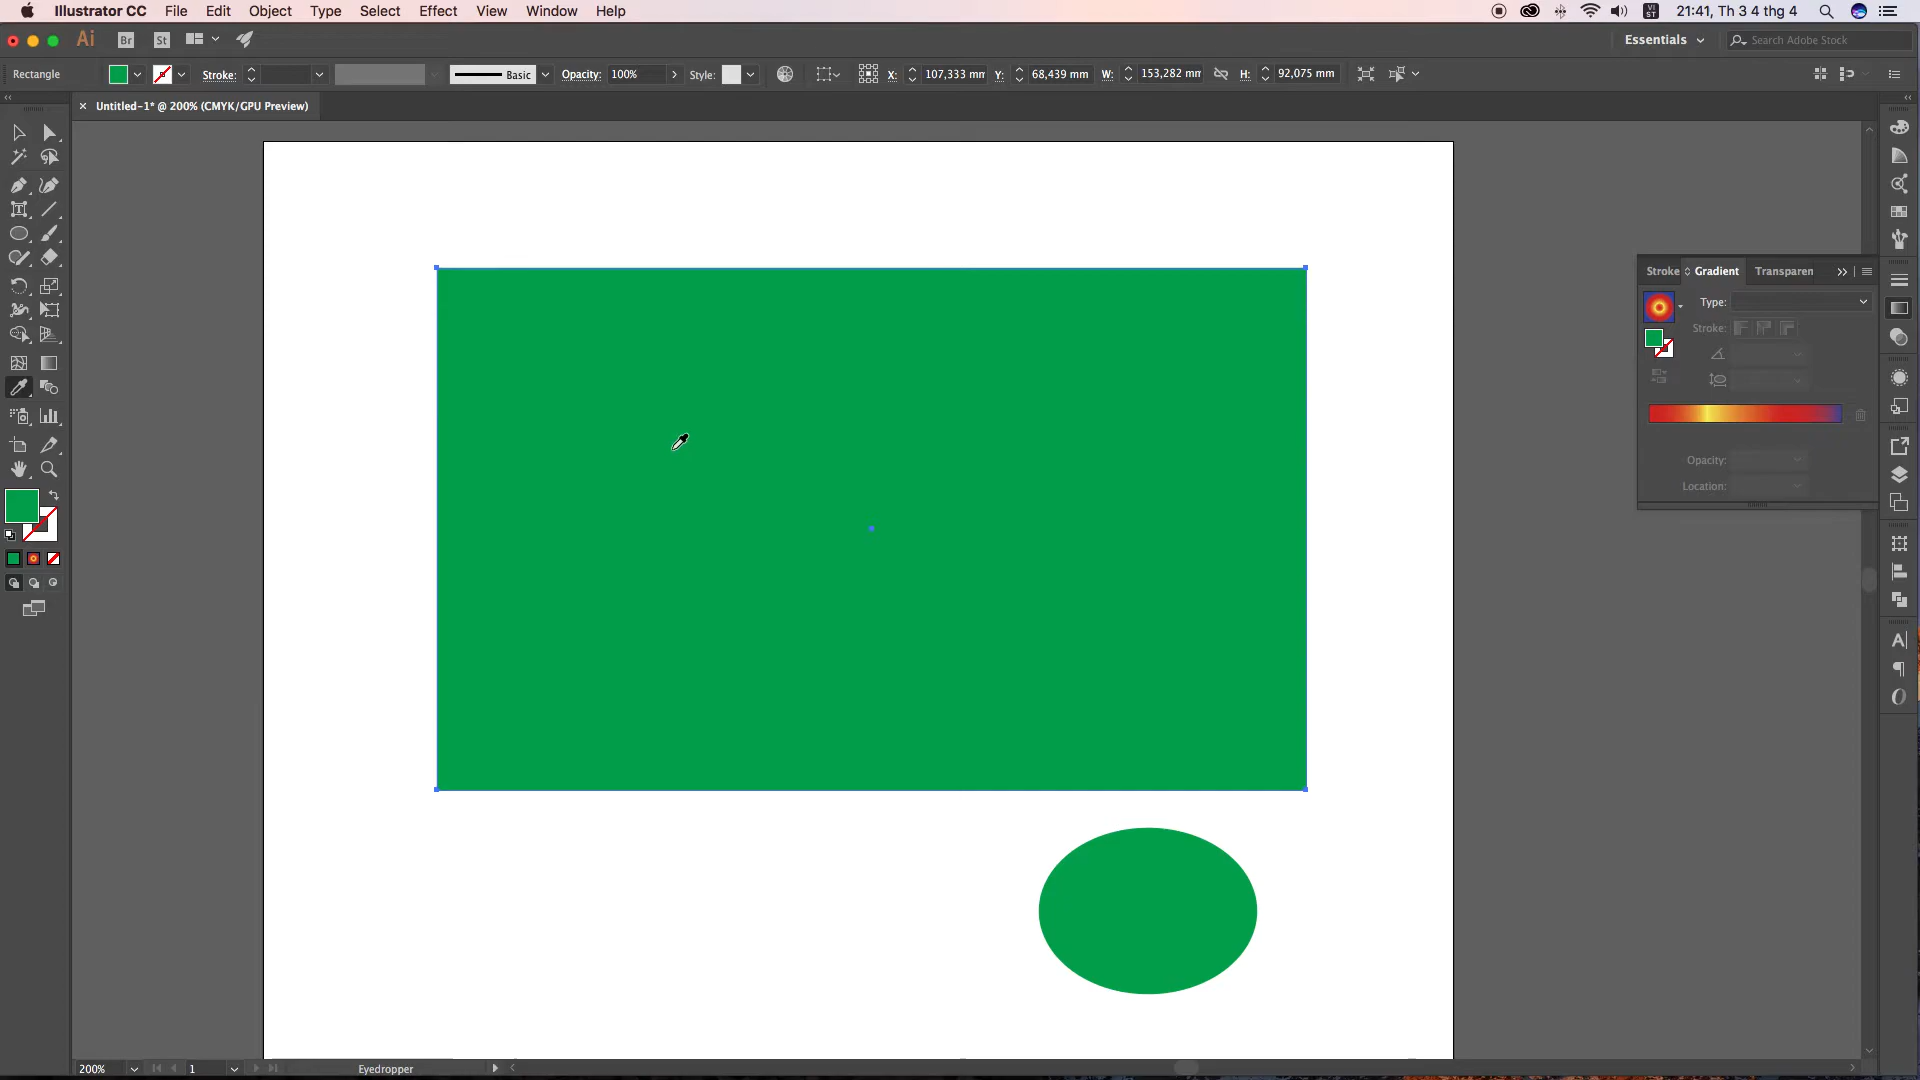 Illustrator CC File Edit Object Type Select Effect View Window Help 21:41, Th 3 4 thg 4
Ai Br St Essentials Search Adobe Stock
Rectangle Stroke: Basic Opacity: 100% Style: X: 107,333 mm Y: 68,439 mm W: 153,282 mm H: 92,075 mm
× Untitled-1* @ 200% (CMYK/GPU Preview)
Stroke Gradient Transparen
Type:
Stroke:
Opacity:
Location:
200% 1 Eyedropper